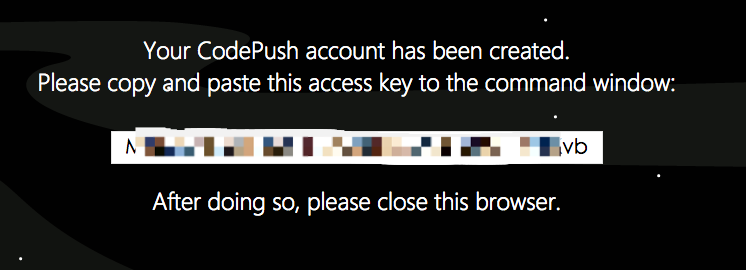 Your CodePush account has been created.
Please copy and paste this access key to the command window:
vb
After doing so, please close this browser.